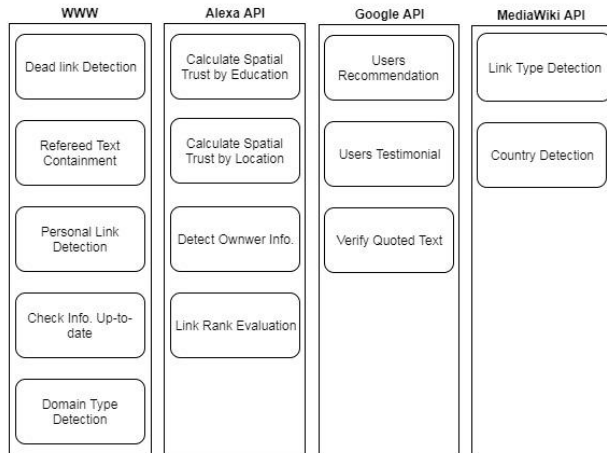 WWW
Dead link Detection
Refereed Text
Containment
Personal Link
Detection
Check Info. Up-to-
date
Domain Type
Detection
Alexa API
Calculate Spatial
Trust by Education
Calculate Spatial
Trust by Location
Detect Ownwer Info.
Link Rank Evaluation
Google API
Users
Recommendation
Users Testimonial
Verify Quoted Text
MediaWiki API
Link Type Detection
Country Detection